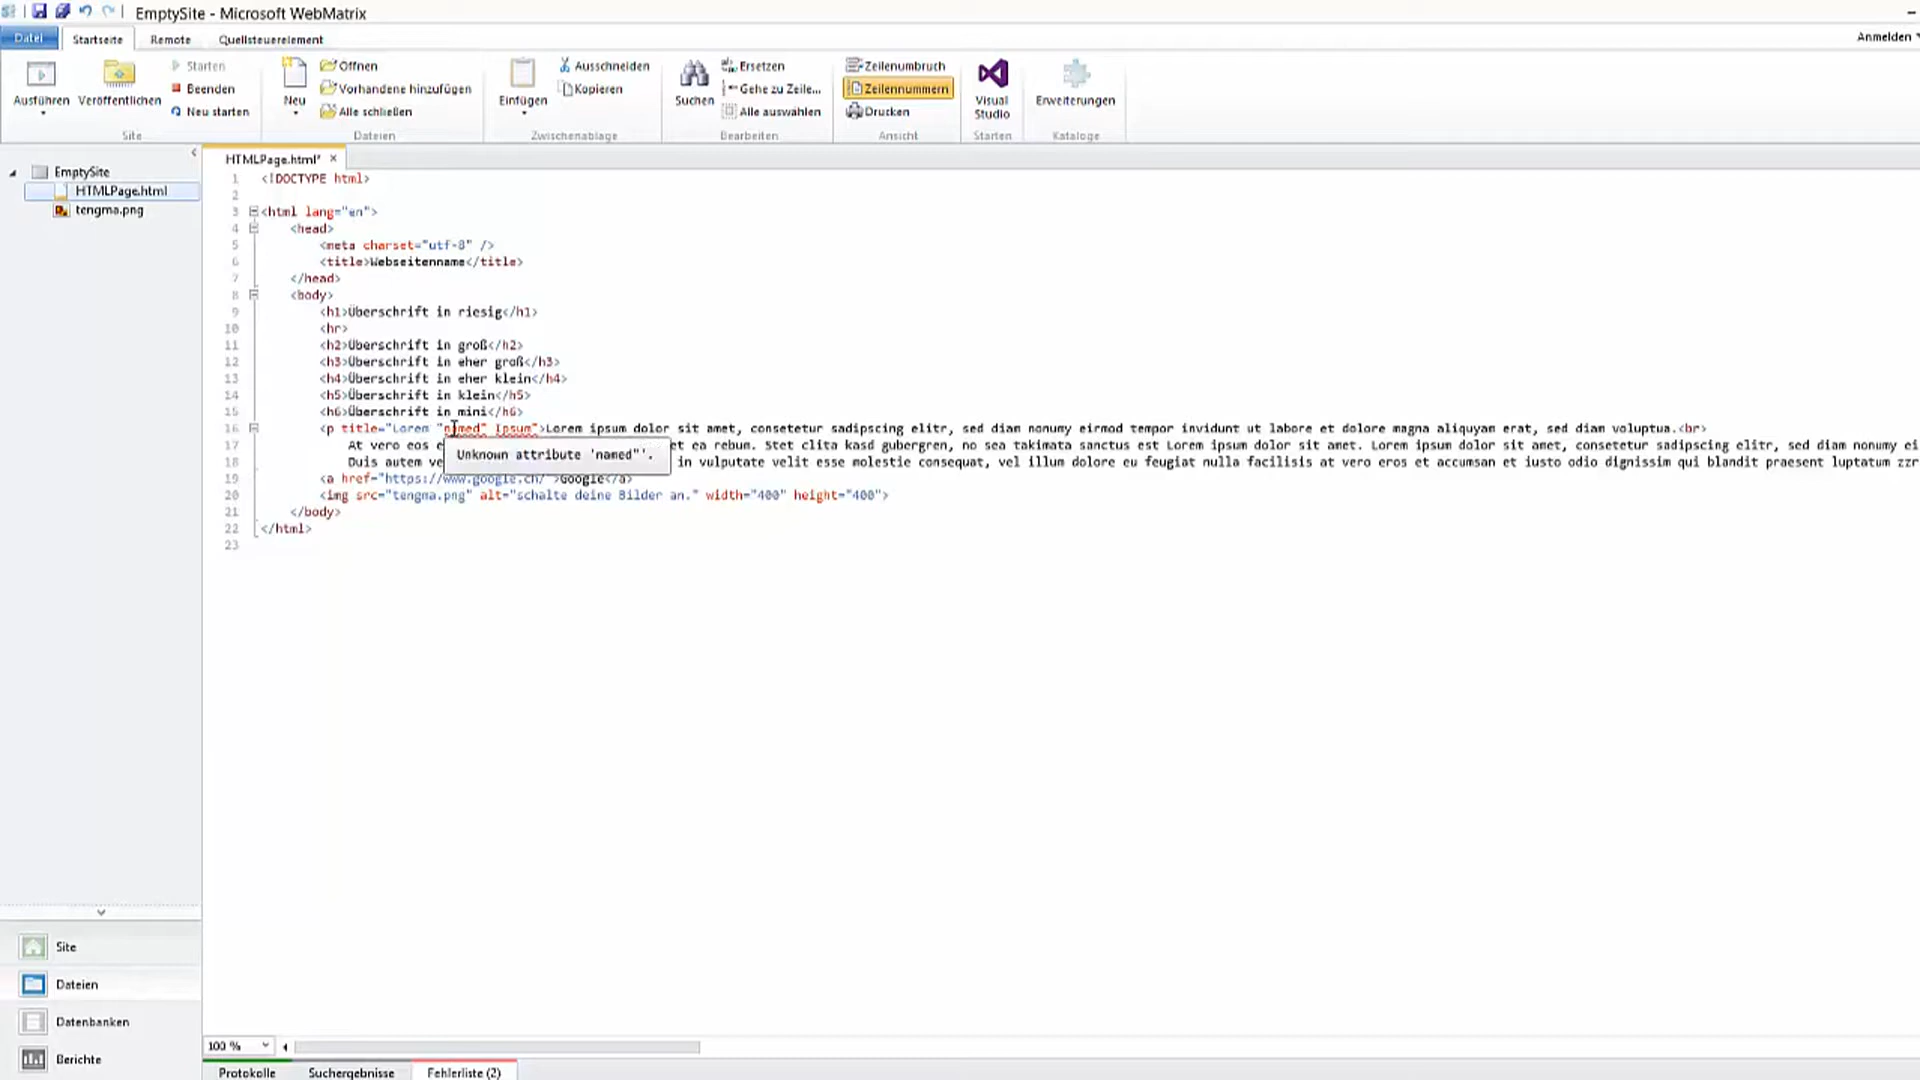 EmptySite - Microsoft WebMatrix
Datei Startseite Remote Quellsteuerelement Anmelden
Ausführen Veröffentlichen Starten Beenden Neu starten
Site
Neu Öffnen Vorhandene hinzufügen Alle schließen
Dateien
Einfügen Ausschneiden Kopieren
Zwischenablage
Suchen Ersetzen Gehe zu Zeile... Alle auswählen
Bearbeiten
Zeilenumbruch Zeilennummern Drucken
Ansicht
Visual Studio
Starten
Erweiterungen
Kataloge
EmptySite
HTMLPage.html
tengma.png
HTMLPage.html*
1 <!DOCTYPE html>
2
3 <html lang="en">
4 <head>
5 <meta charset="utf-8" />
6 <title>Webseitenname</title>
7 </head>
8 <body>
9 <h1>Überschrift in riesig</h1>
10 <hr>
11 <h2>Überschrift in groß</h2>
12 <h3>Überschrift in eher groß</h3>
13 <h4>Überschrift in eher klein</h4>
14 <h5>Überschrift in klein</h5>
15 <h6>Überschrift in mini</h6>
16 <p title="Lorem "named" Ipsum">Lorem ipsum dolor sit amet, consetetur sadipscing elitr, sed diam nonumy eirmod tempor invidunt ut labore et dolore magna aliquyam erat, sed diam voluptua.<br>
17 At vero eos e et ea rebum. Stet clita kasd gubergren, no sea takimata sanctus est Lorem ipsum dolor sit amet. Lorem ipsum dolor sit amet, consetetur sadipscing elitr, sed diam nonumy ei
Unknown attribute 'named"'.
18 Duis autem ve in vulputate velit esse molestie consequat, vel illum dolore eu feugiat nulla facilisis at vero eros et accumsan et iusto odio dignissim qui blandit praesent luptatum zzr
19 <a href="https://www.google.ch/">Google</a>
20 <img src="tengma.png" alt="schalte deine Bilder an." width="400" height="400">
21 </body>
22 </html>
23
Site
Dateien
Datenbanken
Berichte
100 %
Protokolle Suchergebnisse Fehlerliste (2)